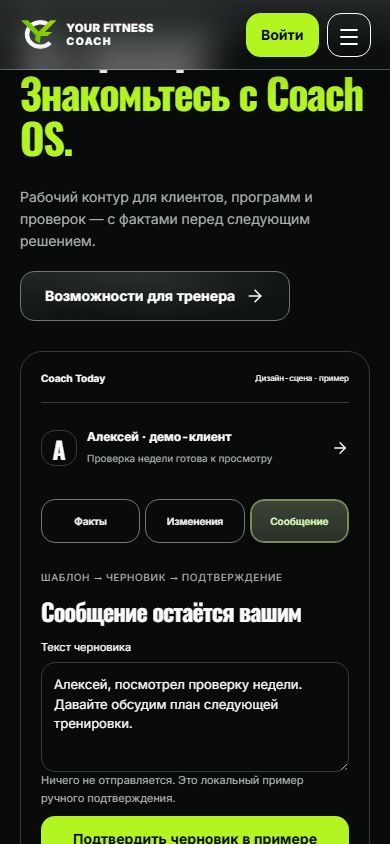 YOUR FITNESS
COACH
Войти
Знакомьтесь с Coach
OS.
Рабочий контур для клиентов, программ и
проверок — с фактами перед следующим
решением.
Возможности для тренера →
Coach Today
Дизайн-сцена · пример
А
Алексей · демо-клиент
Проверка недели готова к просмотру
→
Факты
Изменения
Сообщение
ШАБЛОН → ЧЕРНОВИК → ПОДТВЕРЖДЕНИЕ
Сообщение остаётся вашим
Текст черновика
Алексей, посмотрел проверку недели.
Давайте обсудим план следующей
тренировки.
Ничего не отправляется. Это локальный пример
ручного подтверждения.
Подтвердить черновик в примере